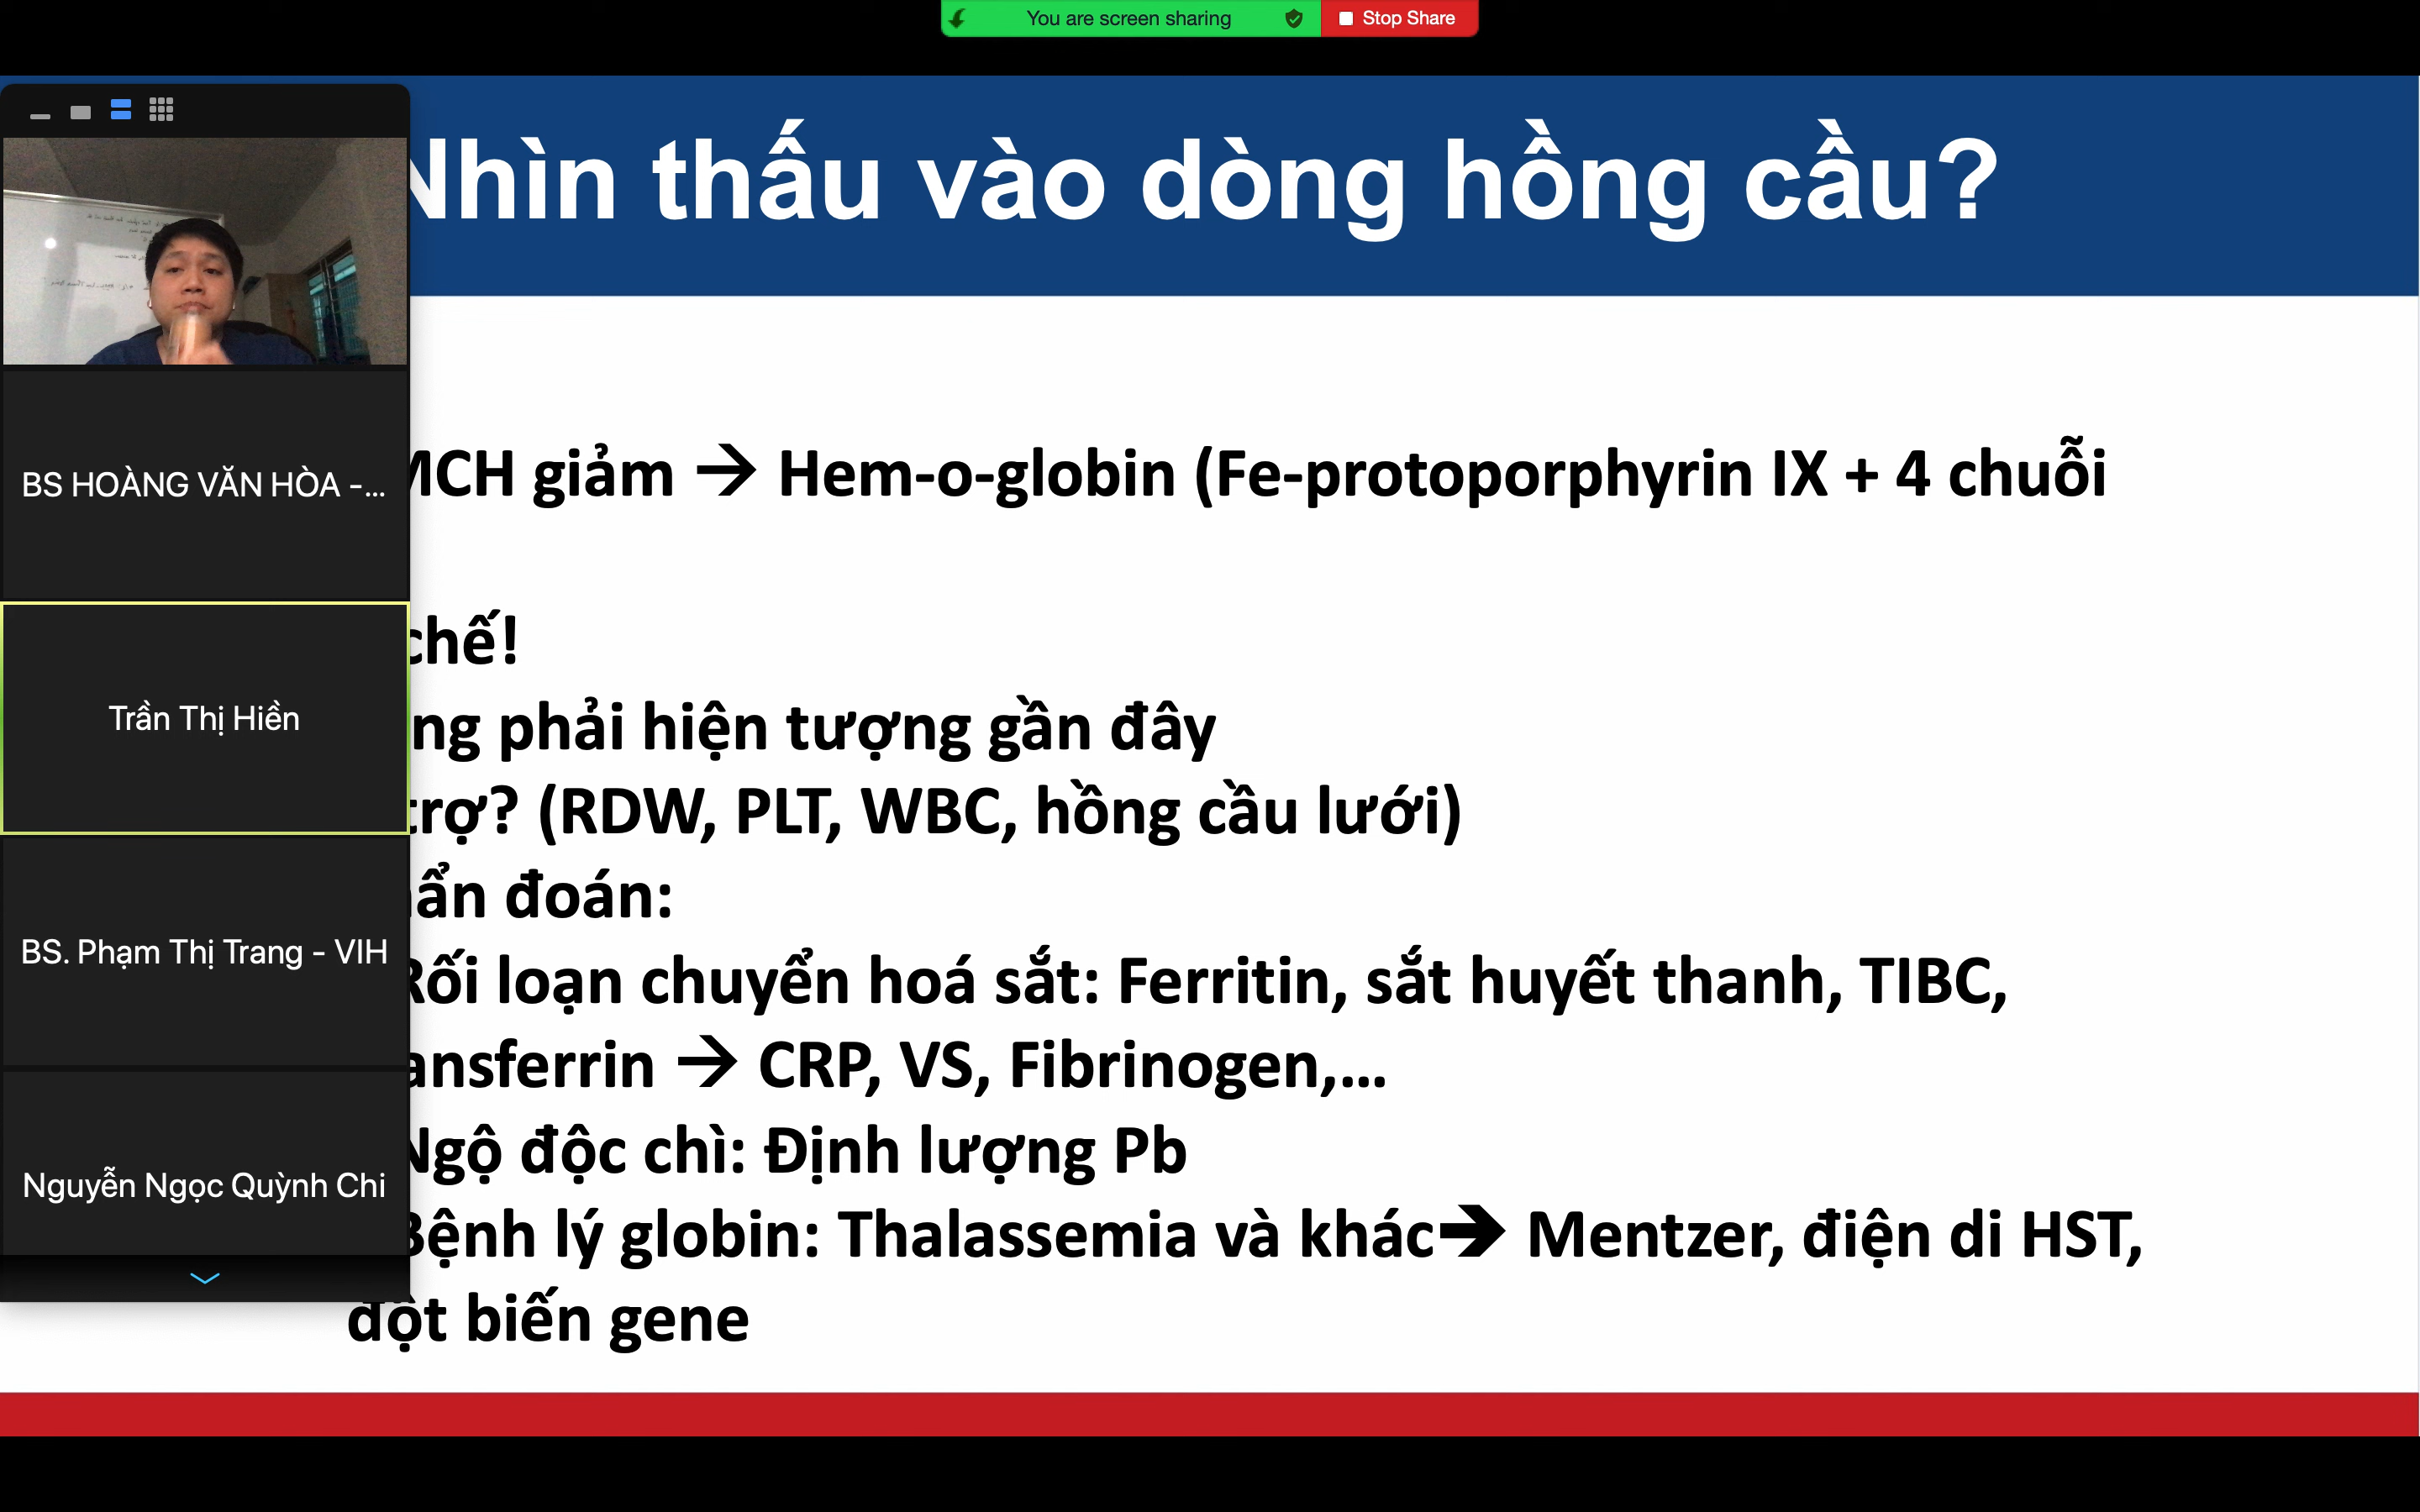 You are screen sharing
Stop Share
Nhìn thấu vào dòng hồng cầu?
BS HOÀNG VĂN HÒA -...
Trần Thị Hiền
BS. Phạm Thị Trang - VIH
Nguyễn Ngọc Quỳnh Chi
MCH giảm → Hem-o-globin (Fe-protoporphyrin IX + 4 chuỗi
chế!
ng phải hiện tượng gần đây
trợ? (RDW, PLT, WBC, hồng cầu lưới)
ẩn đoán:
Rối loạn chuyển hoá sắt: Ferritin, sắt huyết thanh, TIBC,
ansferrin → CRP, VS, Fibrinogen,...
Ngộ độc chì: Định lượng Pb
Bệnh lý globin: Thalassemia và khác➔ Mentzer, điện di HST,
đột biến gene